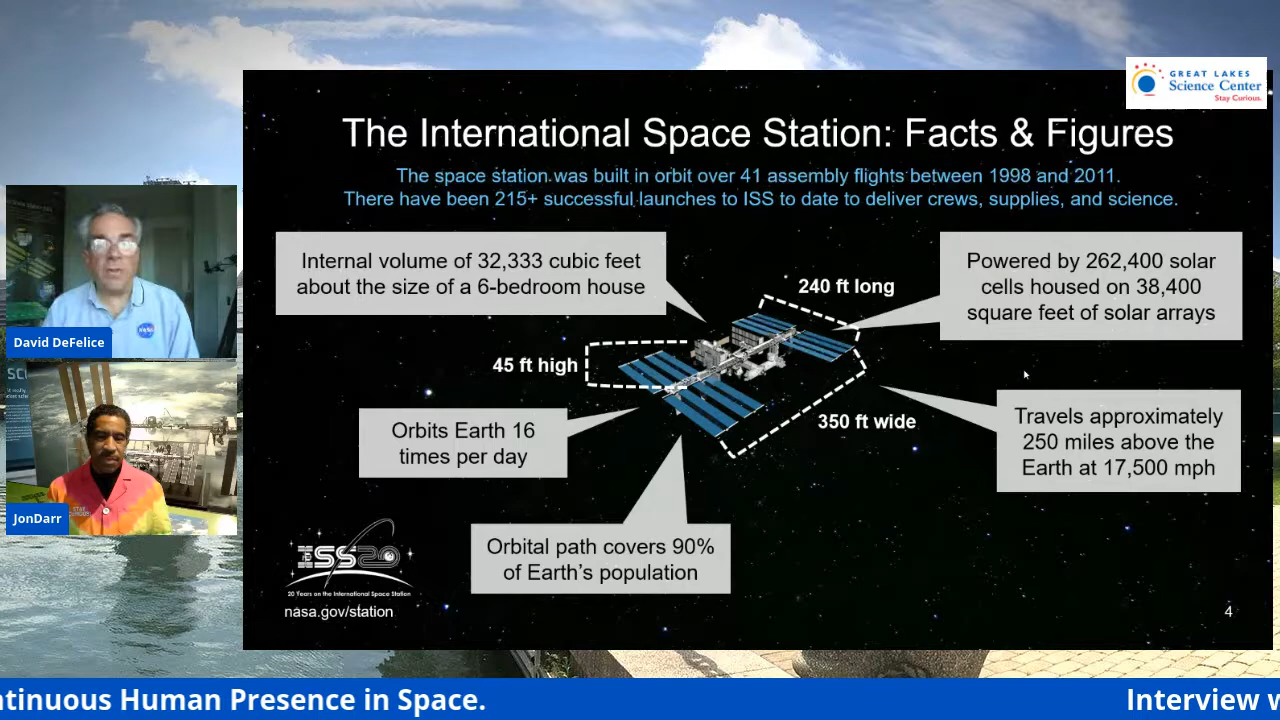 GREAT LAKES
Science Center
Stay Curious.
The International Space Station: Facts & Figures
The space station was built in orbit over 41 assembly flights between 1998 and 2011.
There have been 215+ successful launches to ISS to date to deliver crews, supplies, and science.
Internal volume of 32,333 cubic feet
about the size of a 6-bedroom house
240 ft long
Powered by 262,400 solar
cells housed on 38,400
square feet of solar arrays
45 ft high
350 ft wide
Orbits Earth 16
times per day
Travels approximately
250 miles above the
Earth at 17,500 mph
Orbital path covers 90%
of Earth's population
ISS20
20 Years on the International Space Station
nasa.gov/station
4
David DeFelice
JonDarr
ntinuous Human Presence in Space.
Interview w